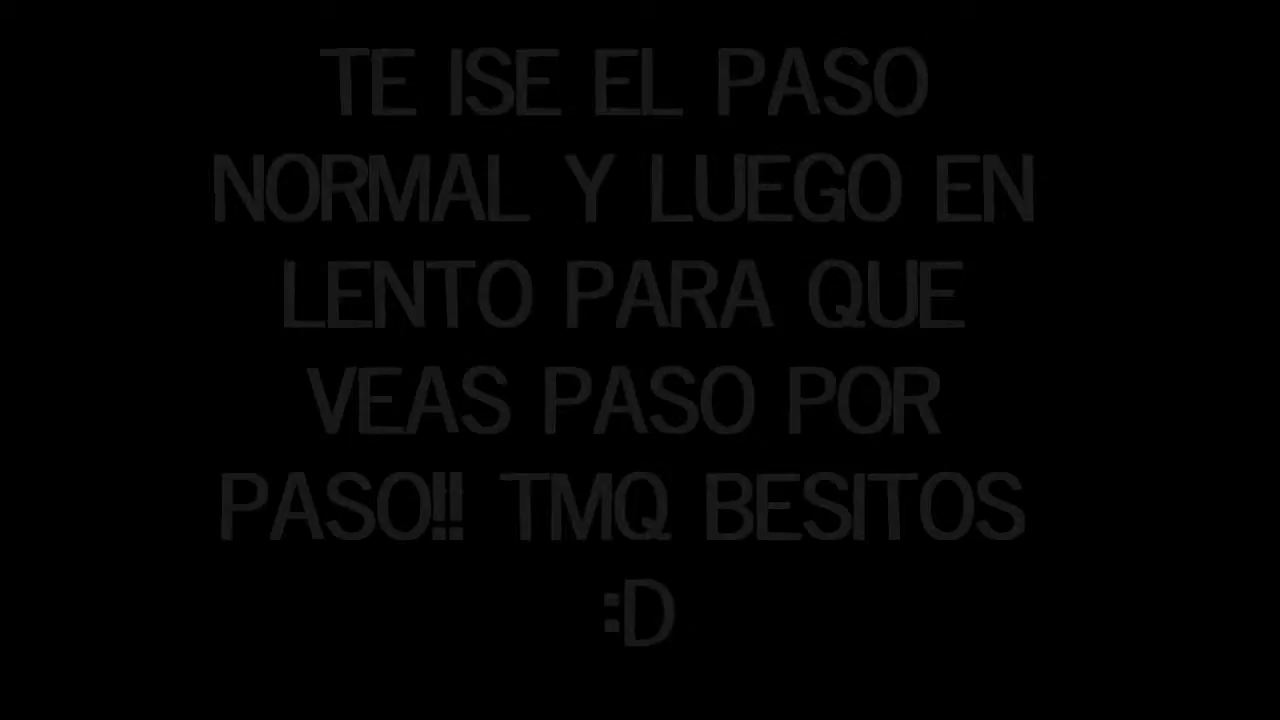 TE ISE EL PASO
NORMAL Y LUEGO EN
LENTO PARA QUE
VEAS PASO POR
PASO!! TMQ BESITOS
:D